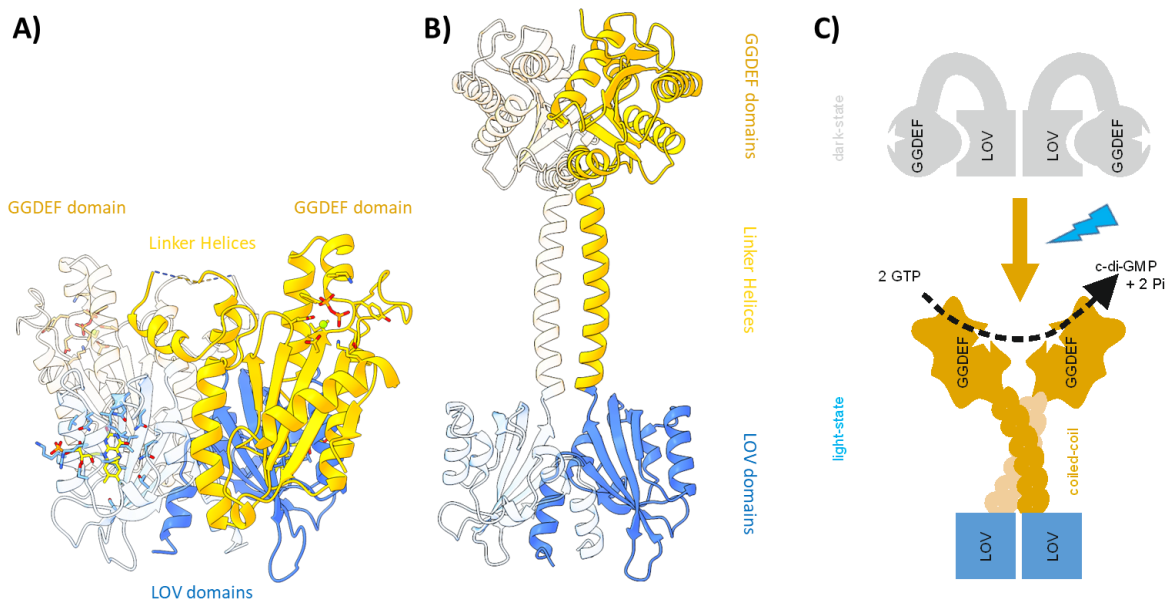 A)
GGDEF domain
GGDEF domain
Linker Helices
LOV domains
B)
GGDEF domains
Linker Helices
LOV domains
C)
dark-state
GGDEF
LOV
LOV
GGDEF
2 GTP
c-di-GMP
+ 2 Pi
GGDEF
GGDEF
light-state
coiled-coil
LOV
LOV